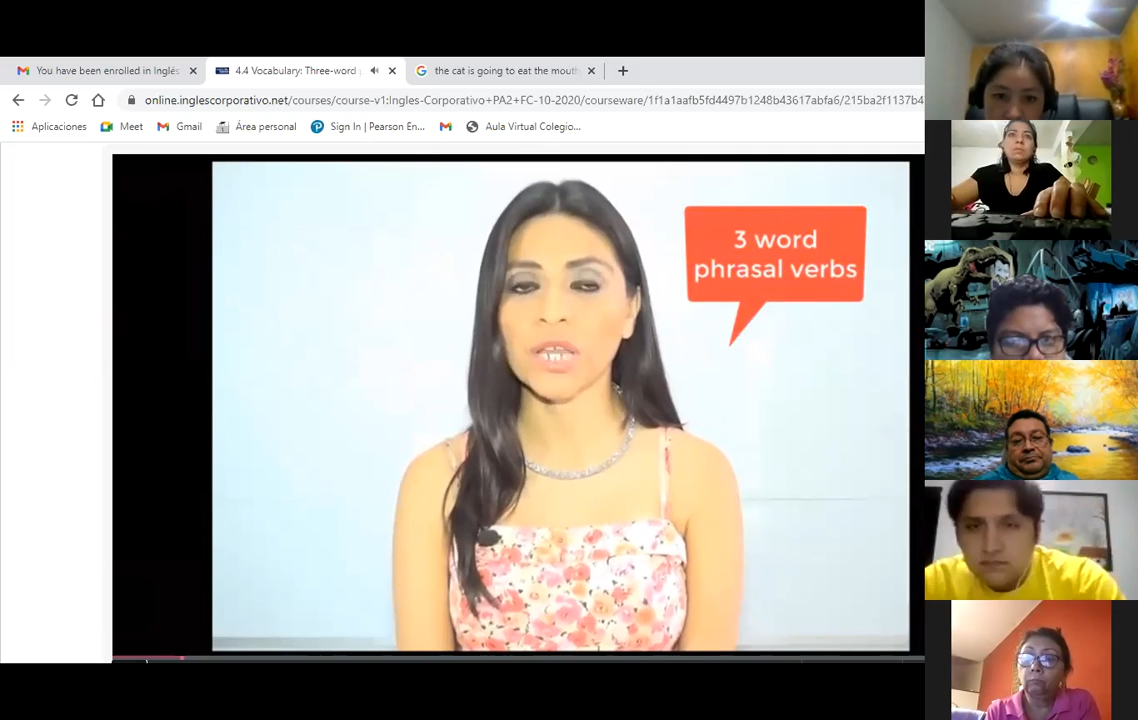 You have been enrolled in Inglés
4.4 Vocabulary: Three-word
the cat is going to eat the mouth
online.inglescorporativo.net/courses/course-v1:Ingles-Corporativo+PA2+FC-10-2020/courseware/1f1a1aafb5fd4497b1248b43617abfa6/215ba2f1137b4
Aplicaciones
Meet
Gmail
Área personal
Sign In | Pearson En...
Aula Virtual Colegio...
3 word
phrasal verbs